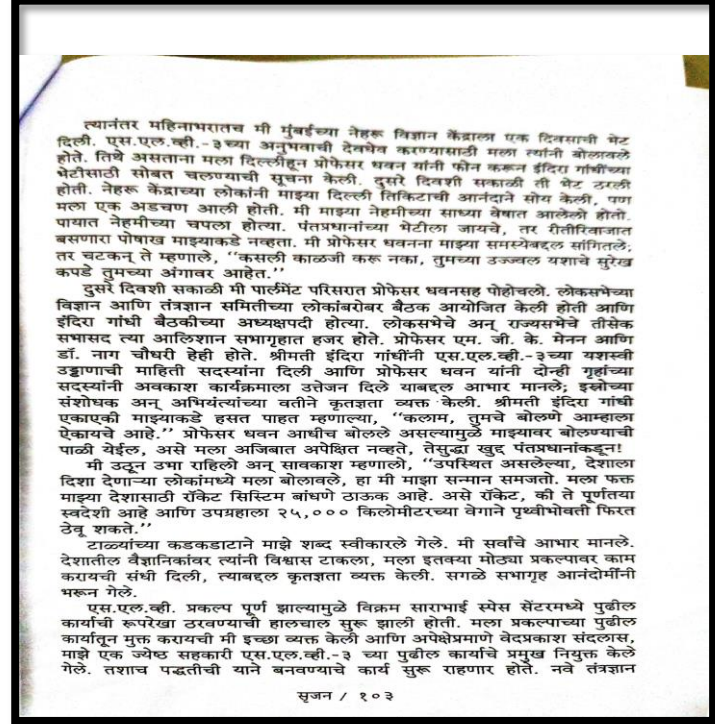 त्यानंतर महिनाभरातच मी मुंबईच्या नेहरू विज्ञान केंद्राला एक दिवसाची भेट
दिली. एस.एल.व्ही.-३च्या अनुभवाची देवघेव करण्यासाठी मला त्यांनी बोलावले
होते. तिथे असताना मला दिल्लीहून प्रोफेसर धवन यांनी फोन करून इंदिरा गांधींच्या
भेटीसाठी सोबत चलण्याची सूचना केली. दुसरे दिवशी सकाळी ती भेट ठरली
होती. नेहरू केंद्राच्या लोकांनी माझ्या दिल्ली तिकिटाची आनंदाने सोय केली, पण
मला एक अडचण आली होती. मी माझ्या नेहमीच्या साध्या वेषात आलेलो होतो.
पायात नेहमीच्या चपला होत्या. पंतप्रधानांच्या भेटीला जायचे, तर रीतीरिवाजात
बसणारा पोषाख माझ्याकडे नव्हता. मी प्रोफेसर धवनना माझ्या समस्येबद्दल सांगितले;
तर चटकन् ते म्हणाले, ‘‘कसली काळजी करू नका, तुमच्या उज्ज्वल यशाचे सुरेख
कपडे तुमच्या अंगावर आहेत.’’
दुसरे दिवशी सकाळी मी पार्लमेंट परिसरात प्रोफेसर धवनसह पोहोचलो. लोकसभेच्या
विज्ञान आणि तंत्रज्ञान समितीच्या लोकांबरोबर बैठक आयोजित केली होती आणि
इंदिरा गांधी बैठकीच्या अध्यक्षपदी होत्या. लोकसभेचे अन् राज्यसभेचे तीसेक
सभासद त्या आलिशान सभागृहात हजर होते. प्रोफेसर एम. जी. के. मेनन आणि
डॉ. नाग चौधरी हेही होते. श्रीमती इंदिरा गांधींनी एस.एल.व्ही.-३च्या यशस्वी
उड्डाणाची माहिती सदस्यांना दिली आणि प्रोफेसर धवन यांनी दोन्ही गृहांच्या
सदस्यांनी अवकाश कार्यक्रमाला उत्तेजन दिले याबद्दल आभार मानले; इस्रोच्या
संशोधक अन् अभियंत्यांच्या वतीने कृतज्ञता व्यक्त केली. श्रीमती इंदिरा गांधी
एकाएकी माझ्याकडे हसत पाहत म्हणाल्या, ‘‘कलाम, तुमचे बोलणे आम्हाला
ऐकायचे आहे.’’ प्रोफेसर धवन आधीच बोलले असल्यामुळे माझ्यावर बोलण्याची
पाळी येईल, असे मला अजिबात अपेक्षित नव्हते, तेसुद्धा खुद्द पंतप्रधानांकडून!
मी उठून उभा राहिलो अन् सावकाश म्हणालो, ‘‘उपस्थित असलेल्या, देशाला
दिशा देणाऱ्या लोकांमध्ये मला बोलावले, हा मी माझा सन्मान समजतो. मला फक्त
माझ्या देशासाठी रॉकेट सिस्टिम बांधणे ठाऊक आहे. असे रॉकेट, की ते पूर्णतया
स्वदेशी आहे आणि उपग्रहाला २५,००० किलोमीटरच्या वेगाने पृथ्वीभोवती फिरत
ठेवू शकते.’’
टाळ्यांच्या कडकडाटाने माझे शब्द स्वीकारले गेले. मी सर्वांचे आभार मानले.
देशातील वैज्ञानिकांवर त्यांनी विश्वास टाकला, मला इतक्या मोठ्या प्रकल्पावर काम
करायची संधी दिली, त्याबद्दल कृतज्ञता व्यक्त केली. सगळे सभागृह आनंदोर्मींनी
भरून गेले.
एस.एल.व्ही. प्रकल्प पूर्ण झाल्यामुळे विक्रम साराभाई स्पेस सेंटरमध्ये पुढील
कार्याची रूपरेखा ठरवण्याची हालचाल सुरू झाली होती. मला प्रकल्पाच्या पुढील
कार्यातून मुक्त करायची मी इच्छा व्यक्त केली आणि अपेक्षेप्रमाणे वेदप्रकाश संदलास,
माझे एक ज्येष्ठ सहकारी एस.एल.व्ही.-३ च्या पुढील कार्याचे प्रमुख नियुक्त केले
गेले. तशाच पद्धतीची याने बनवण्याचे कार्य सुरू राहणार होते. नवे तंत्रज्ञान
सृजन / १०३